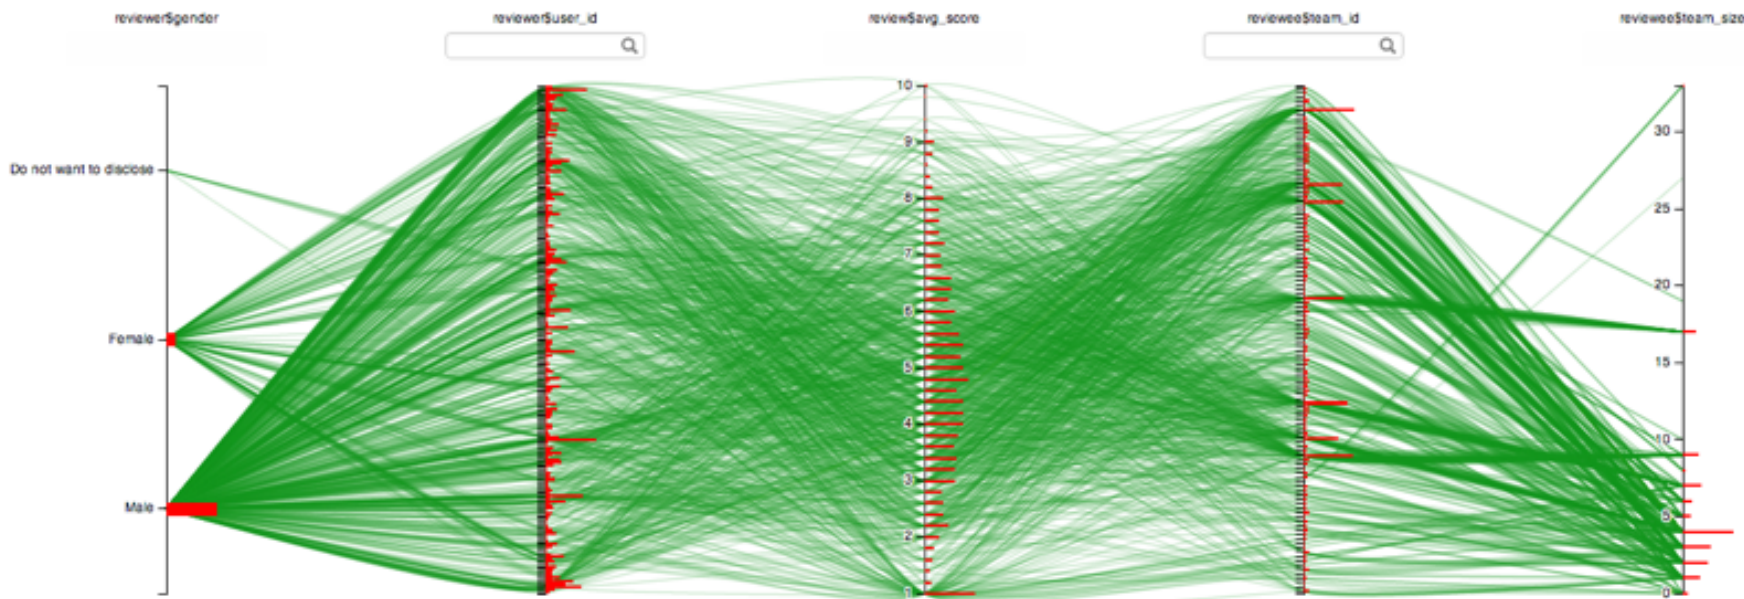 reviewer$gender
reviewer$user_id
review$avg_score
reviewee$team_id
reviewee$team_size
Do not want to disclose
Female
Male
10
9
8
7
6
5
4
3
2
1
30
25
20
15
10
5
0